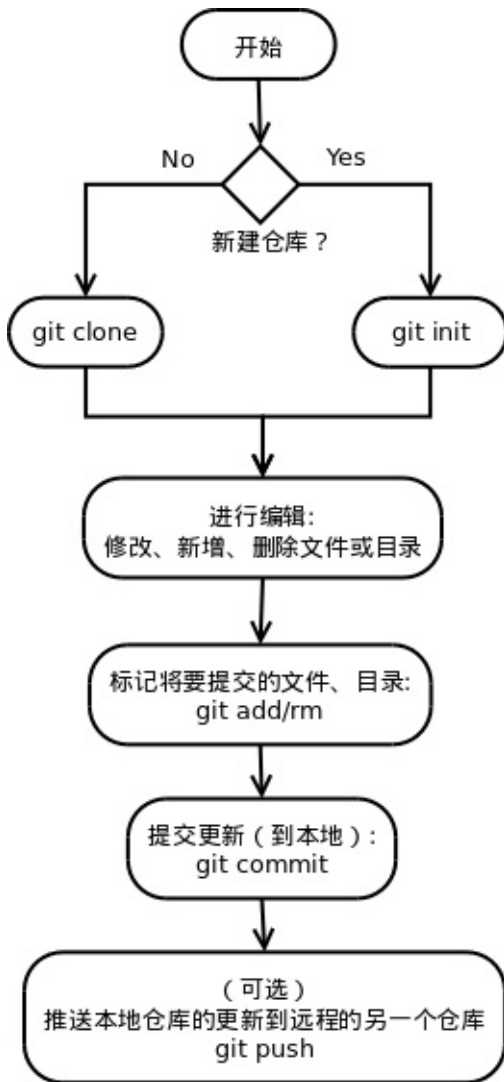 开始
No
Yes
新建仓库？
git clone
git init
进行编辑:
修改、新增、删除文件或目录
标记将要提交的文件、目录:
git add/rm
提交更新（到本地）:
git commit
（可选）
推送本地仓库的更新到远程的另一个仓库
git push